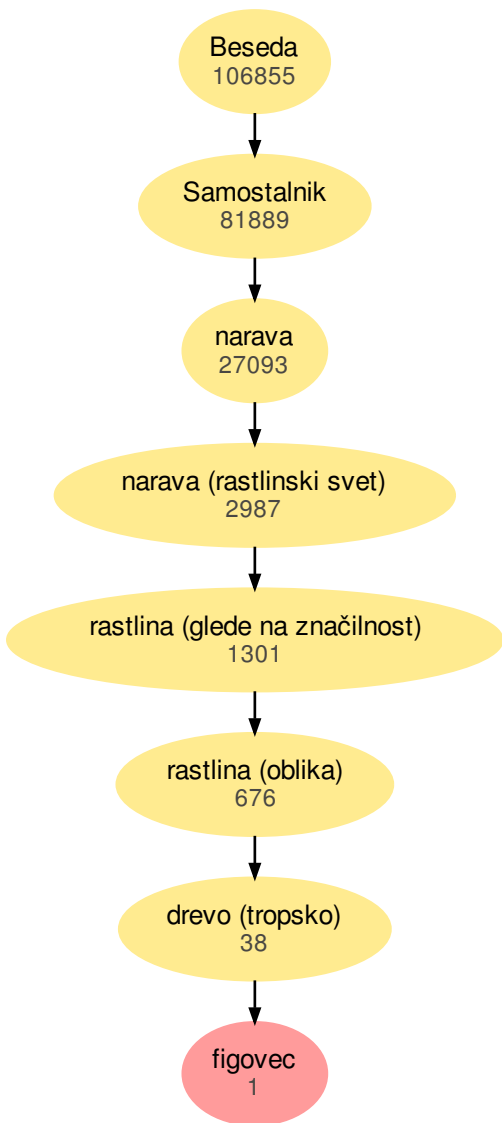 Beseda
106855
Samostalnik
81889
narava
27093
narava (rastlinski svet)
2987
rastlina (glede na značilnost)
1301
rastlina (oblika)
676
drevo (tropsko)
38
figovec
1